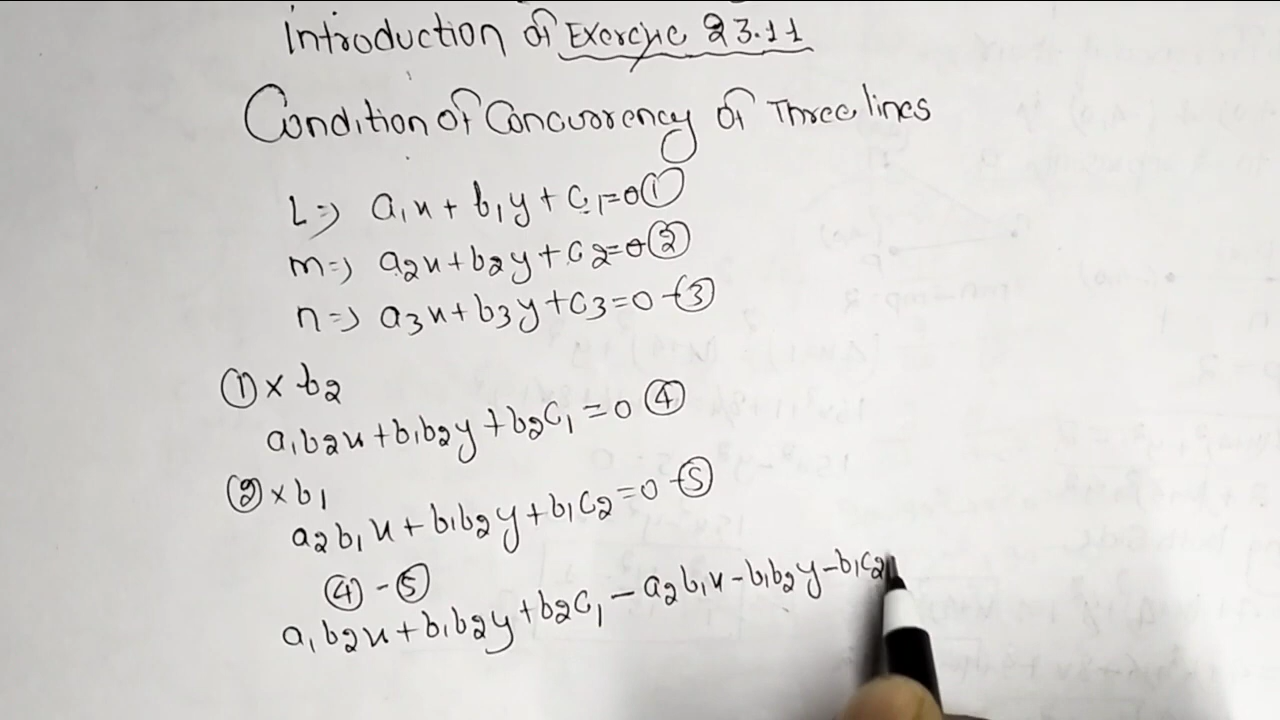 Introduction of Exercise 23.11
Condition of Concurrency of Three lines
L => a₁x + b₁y + c₁ = 0 ①
m => a₂x + b₂y + c₂ = 0 - ②
n => a₃x + b₃y + c₃ = 0 - ③
① × b₂
a₁b₂x + b₁b₂y + b₂c₁ = 0 ④
② × b₁
a₂b₁x + b₁b₂y + b₁c₂ = 0 - ⑤
④ - ⑤
a₁b₂x + b₁b₂y + b₂c₁ - a₂b₁x - b₁b₂y - b₁c₂